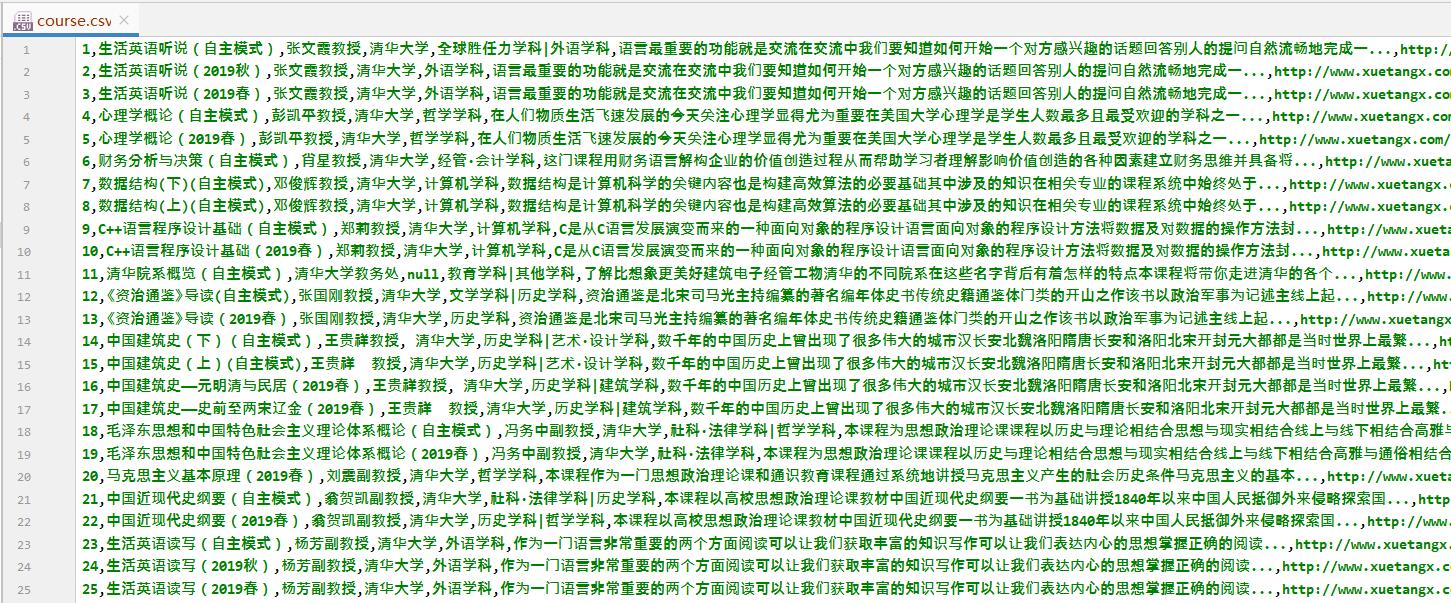 course.csv
1 1,生活英语听说（自主模式）,张文霞教授,清华大学,全球胜任力学科|外语学科,语言最重要的功能就是交流在交流中我们要知道如何开始一个对方感兴趣的话题回答别人的提问自然流畅地完成一...,http:/
2 2,生活英语听说（2019秋）,张文霞教授,清华大学,外语学科,语言最重要的功能就是交流在交流中我们要知道如何开始一个对方感兴趣的话题回答别人的提问自然流畅地完成一...,http://www.xuetangx.co
3 3,生活英语听说（2019春）,张文霞教授,清华大学,外语学科,语言最重要的功能就是交流在交流中我们要知道如何开始一个对方感兴趣的话题回答别人的提问自然流畅地完成一...,http://www.xuetangx.co
4 4,心理学概论（自主模式）,彭凯平教授,清华大学,哲学学科,在人们物质生活飞速发展的今天关注心理学显得尤为重要在美国大学心理学是学生人数最多且最受欢迎的学科之一...,http://www.xuetangx.com/
5 5,心理学概论（2019春）,彭凯平教授,清华大学,哲学学科,在人们物质生活飞速发展的今天关注心理学显得尤为重要在美国大学心理学是学生人数最多且最受欢迎的学科之一...,http://www.xuetangx.com/
6 6,财务分析与决策（自主模式）,肖星教授,清华大学,经管·会计学科,这门课程用财务语言解构企业的价值创造过程从而帮助学习者理解影响价值创造的各种因素建立财务思维并具备将...,http://www.xueta
7 7,数据结构(下)(自主模式),邓俊辉教授,清华大学,计算机学科,数据结构是计算机科学的关键内容也是构建高效算法的必要基础其中涉及的知识在相关专业的课程系统中始终处于...,http://www.xuetangx.
8 8,数据结构(上)(自主模式),邓俊辉教授,清华大学,计算机学科,数据结构是计算机科学的关键内容也是构建高效算法的必要基础其中涉及的知识在相关专业的课程系统中始终处于...,http://www.xuetangx.
9 9,C++语言程序设计基础（自主模式）,郑莉教授,清华大学,计算机学科,C是从C语言发展演变而来的一种面向对象的程序设计语言面向对象的程序设计方法将数据及对数据的操作方法封...,http://www.xueta
10 10,C++语言程序设计基础（2019春）,郑莉教授,清华大学,计算机学科,C是从C语言发展演变而来的一种面向对象的程序设计语言面向对象的程序设计方法将数据及对数据的操作方法封...,http://www.xueta
11 11,清华院系概览（自主模式）,清华大学教务处,null,教育学科|其他学科,了解比想象更美好建筑电子经管工物清华的不同院系在这些名字背后有着怎样的特点本课程将带你走进清华的各个...,http://www.
12 12,《资治通鉴》导读(自主模式),张国刚教授,清华大学,文学学科|历史学科,资治通鉴是北宋司马光主持编纂的著名编年体史书传统史籍通鉴体门类的开山之作该书以政治军事为记述主线上起...,http://www.
13 13,《资治通鉴》导读（2019春）,张国刚教授,清华大学,历史学科,资治通鉴是北宋司马光主持编纂的著名编年体史书传统史籍通鉴体门类的开山之作该书以政治军事为记述主线上起...,http://www.xuetangx
14 14,中国建筑史（下）（自主模式）,王贵祥教授, 清华大学,历史学科|艺术·设计学科,数千年的中国历史上曾出现了很多伟大的城市汉长安北魏洛阳隋唐长安和洛阳北宋开封元大都都是当时世界上最繁...,ht
15 15,中国建筑史（上）(自主模式),王贵祥　教授,清华大学,历史学科|艺术·设计学科,数千年的中国历史上曾出现了很多伟大的城市汉长安北魏洛阳隋唐长安和洛阳北宋开封元大都都是当时世界上最繁...,htt
16 16,中国建筑史——元明清与民居（2019春）,王贵祥教授, 清华大学,历史学科|建筑学科,数千年的中国历史上曾出现了很多伟大的城市汉长安北魏洛阳隋唐长安和洛阳北宋开封元大都都是当时世界上最繁...,
17 17,中国建筑史——史前至两宋辽金（2019春）,王贵祥　教授,清华大学,历史学科|建筑学科,数千年的中国历史上曾出现了很多伟大的城市汉长安北魏洛阳隋唐长安和洛阳北宋开封元大都都是当时世界上最繁.
18 18,毛泽东思想和中国特色社会主义理论体系概论（自主模式）,冯务中副教授,清华大学,社科·法律学科|哲学学科,本课程为思想政治理论课课程以历史与理论相结合思想与现实相结合线上与线下相结合高雅与
19 19,毛泽东思想和中国特色社会主义理论体系概论（2019春）,冯务中副教授,清华大学,社科·法律学科,本课程为思想政治理论课课程以历史与理论相结合思想与现实相结合线上与线下相结合高雅与通俗相结合
20 20,马克思主义基本原理（2019春）,刘震副教授,清华大学,哲学学科,本课程作为一门思想政治理论课和通识教育课程通过系统地讲授马克思主义产生的社会历史条件马克思主义的基本...,http://www.xuetangx
21 21,中国近现代史纲要（自主模式）,翁贺凯副教授,清华大学,社科·法律学科|历史学科,本课程以高校思想政治理论课教材中国近现代史纲要一书为基础讲授1840年以来中国人民抵御外来侵略探索国...,http
22 22,中国近现代史纲要（2019春）,翁贺凯副教授,清华大学,历史学科|哲学学科,本课程以高校思想政治理论课教材中国近现代史纲要一书为基础讲授1840年以来中国人民抵御外来侵略探索国...,http://www.
23 23,生活英语读写（自主模式）,杨芳副教授,清华大学,外语学科,作为一门语言非常重要的两个方面阅读可以让我们获取丰富的知识写作可以让我们表达内心的思想掌握正确的阅读...,http://www.xuetangx.
24 24,生活英语读写（2019秋）,杨芳副教授,清华大学,外语学科,作为一门语言非常重要的两个方面阅读可以让我们获取丰富的知识写作可以让我们表达内心的思想掌握正确的阅读...,http://www.xuetangx.c
25 25,生活英语读写（2019春）,杨芳副教授,清华大学,外语学科,作为一门语言非常重要的两个方面阅读可以让我们获取丰富的知识写作可以让我们表达内心的思想掌握正确的阅读...,http://www.xuetangx.c